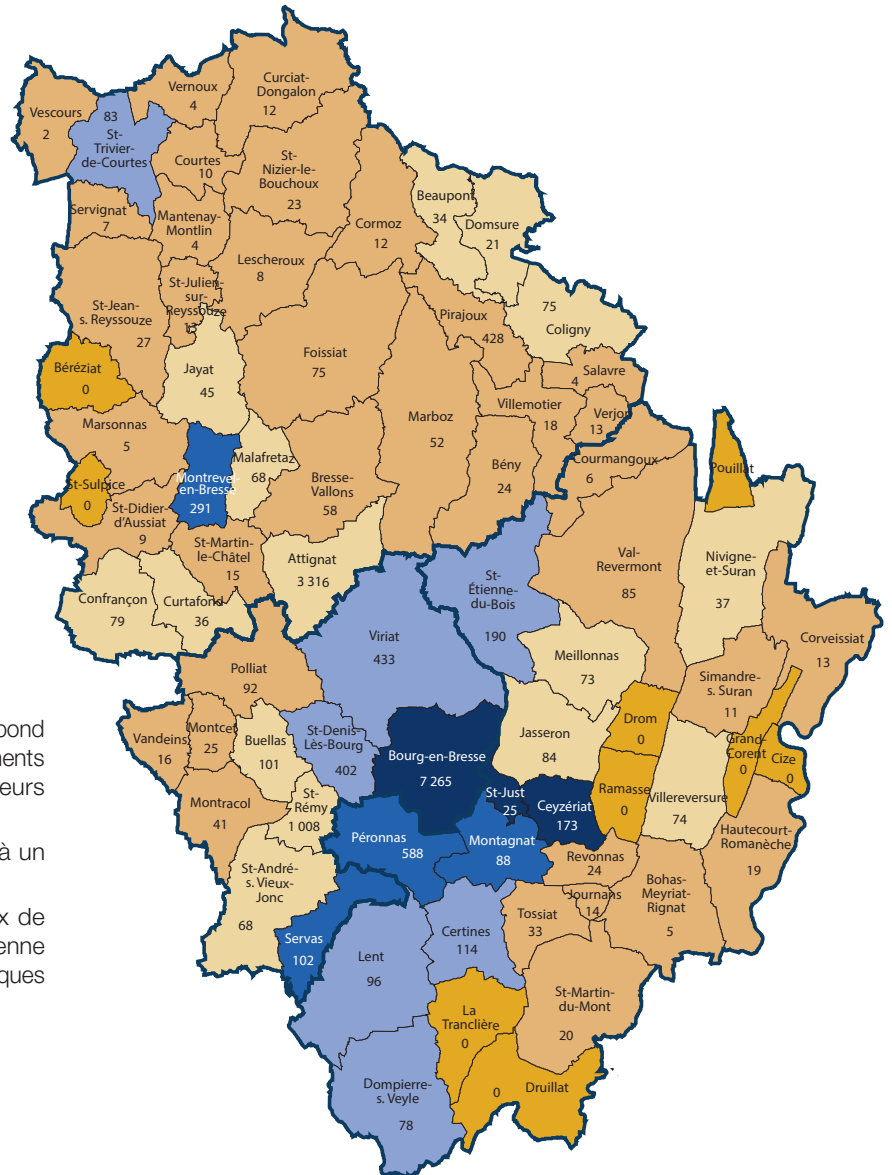 Vescours
2
83
St-
Trivier-
de-Courtes
Vernoux
4
Curciat-
Dongalon
12
Courtes
10
St-
Nizier-le-
Bouchoux
23
Servignat
7
Mantenay-
Montlin
4
Cormoz
12
Beaupont
34
Domsure
21
Lescheroux
8
St-Julien-
sur-
Reyssouze
13
St-Jean-
s. Reyssouze
27
75
Coligny
Pirajoux
428
Foissiat
75
Béréziat
0
Jayat
45
Salavre
4
Villemotier
18
Verjon
13
Marboz
52
Marsonnas
5
Malafretaz
68
Montrevel-
en-Bresse
291
Bresse-
Vallons
58
Bény
24
Courmangoux
6
Pouillat
St-Sulpice
0
St-Didier-
d'Aussiat
9
St-Martin-
le-Châtel
15
Attignat
3 316
St-
Étienne-
du-Bois
190
Val-
Revermont
85
Nivigne-
et-Suran
37
Confrançon
79
Curtafond
36
Viriat
433
Corveissiat
13
Meillonnas
73
Simandre-
s. Suran
11
Polliat
92
Vandeins
16
Montcet
25
Buellas
101
St-Denis-
Lès-Bourg
402
Bourg-en-Bresse
7 265
Jasseron
84
Drom
0
Grand-
Corent
0
Cize
0
St-Just
25
Ceyzériat
173
Ramasse
0
Villereversure
74
Montracol
41
St-
Rémy
1 008
Péronnas
588
Montagnat
88
Hautecourt-
Romanèche
19
Revonnas
24
St-André-
s. Vieux-
Jonc
68
Journans
14
Bohas-
Meyriat-
Rignat
5
Tossiat
33
Servas
102
Certines
114
Lent
96
St-Martin-
du-Mont
20
La
Tranclière
0
Druillat
0
Dompierre-
s. Veyle
78
pond
ments
eurs
à un
x de
enne
ques